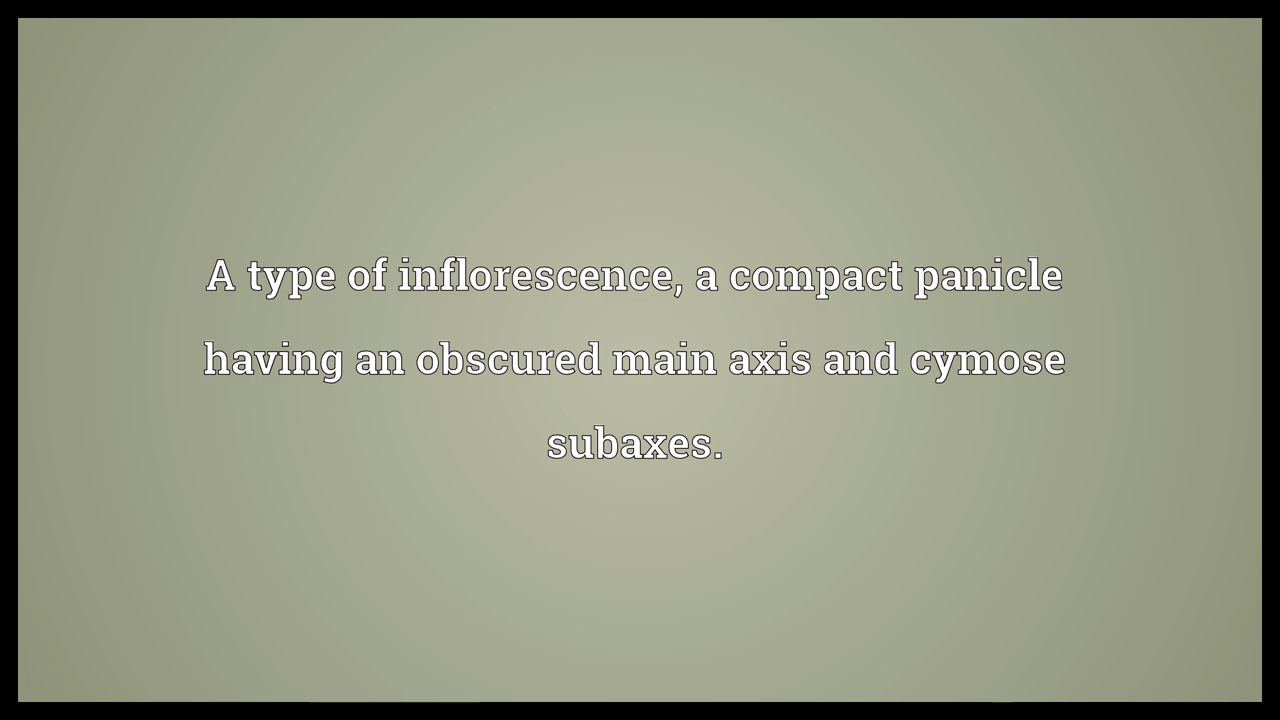 A type of inflorescence, a compact panicle
having an obscured main axis and cymose
subaxes.